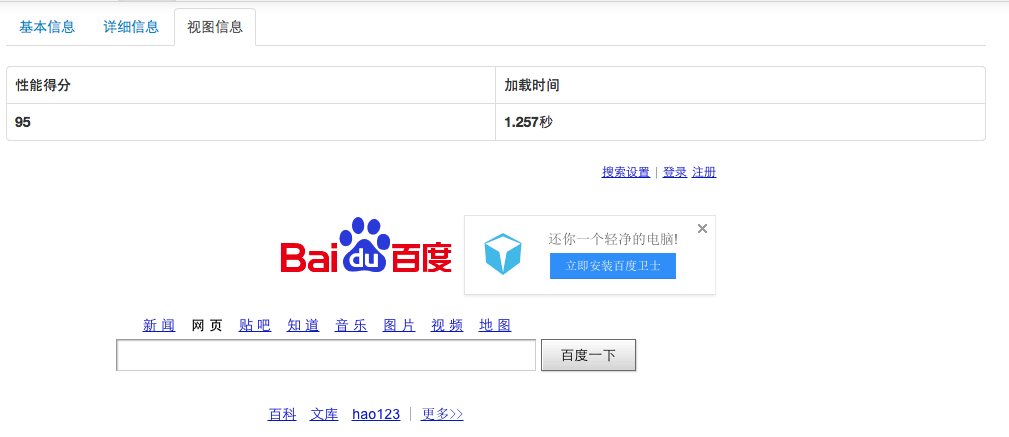 基本信息 详细信息 视图信息
性能得分 加载时间
95 1.257秒
搜索设置 | 登录 注册
Bai du 百度
还你一个轻净的电脑!
立即安装百度卫士
新 闻 网 页 贴 吧 知 道 音 乐 图 片 视 频 地 图
百度一下
百科 文库 hao123 | 更多>>